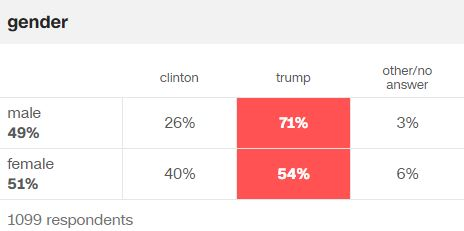 gender
clinton trump other/no answer
male
49% 26% 71% 3%
female
51% 40% 54% 6%
1099 respondents